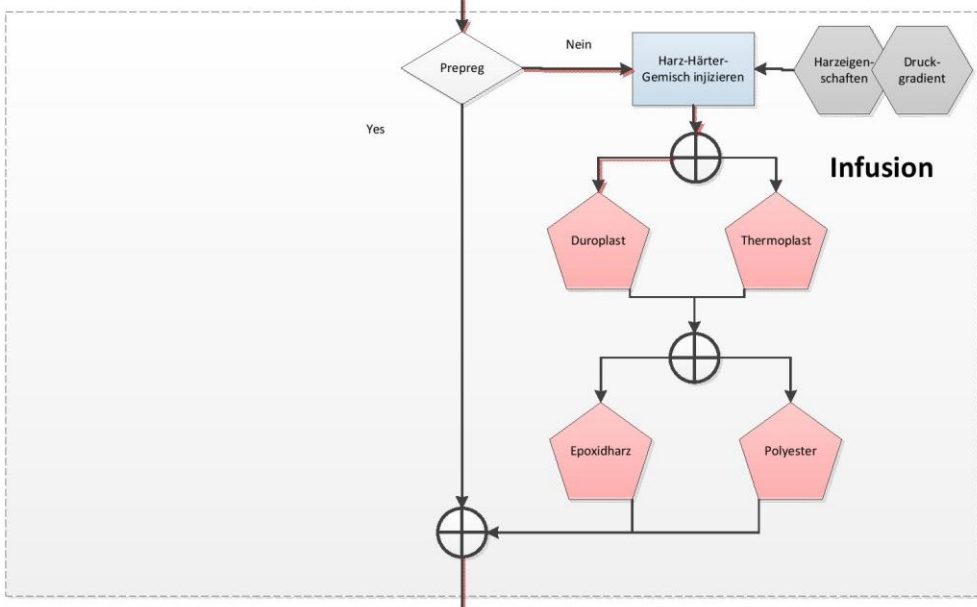 Nein
Prepreg
Harz-Härter-
Gemisch injizieren
Harzeigen-
schaften
Druck-
gradient
Yes
Infusion
Duroplast
Thermoplast
Epoxidharz
Polyester